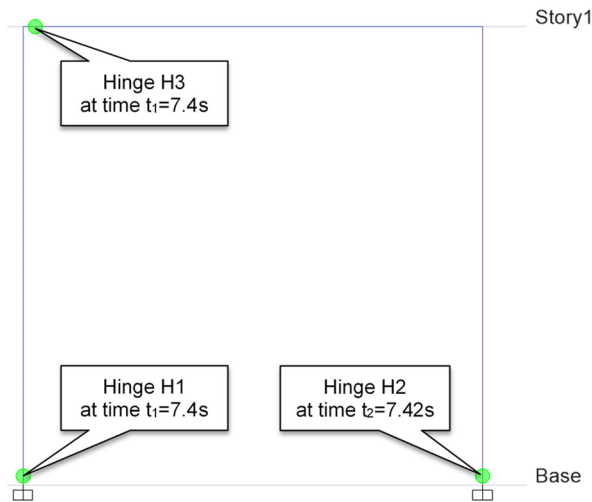 Story1
Hinge H3
at time t₁=7.4s
Hinge H1
at time t₁=7.4s
Hinge H2
at time t₂=7.42s
Base